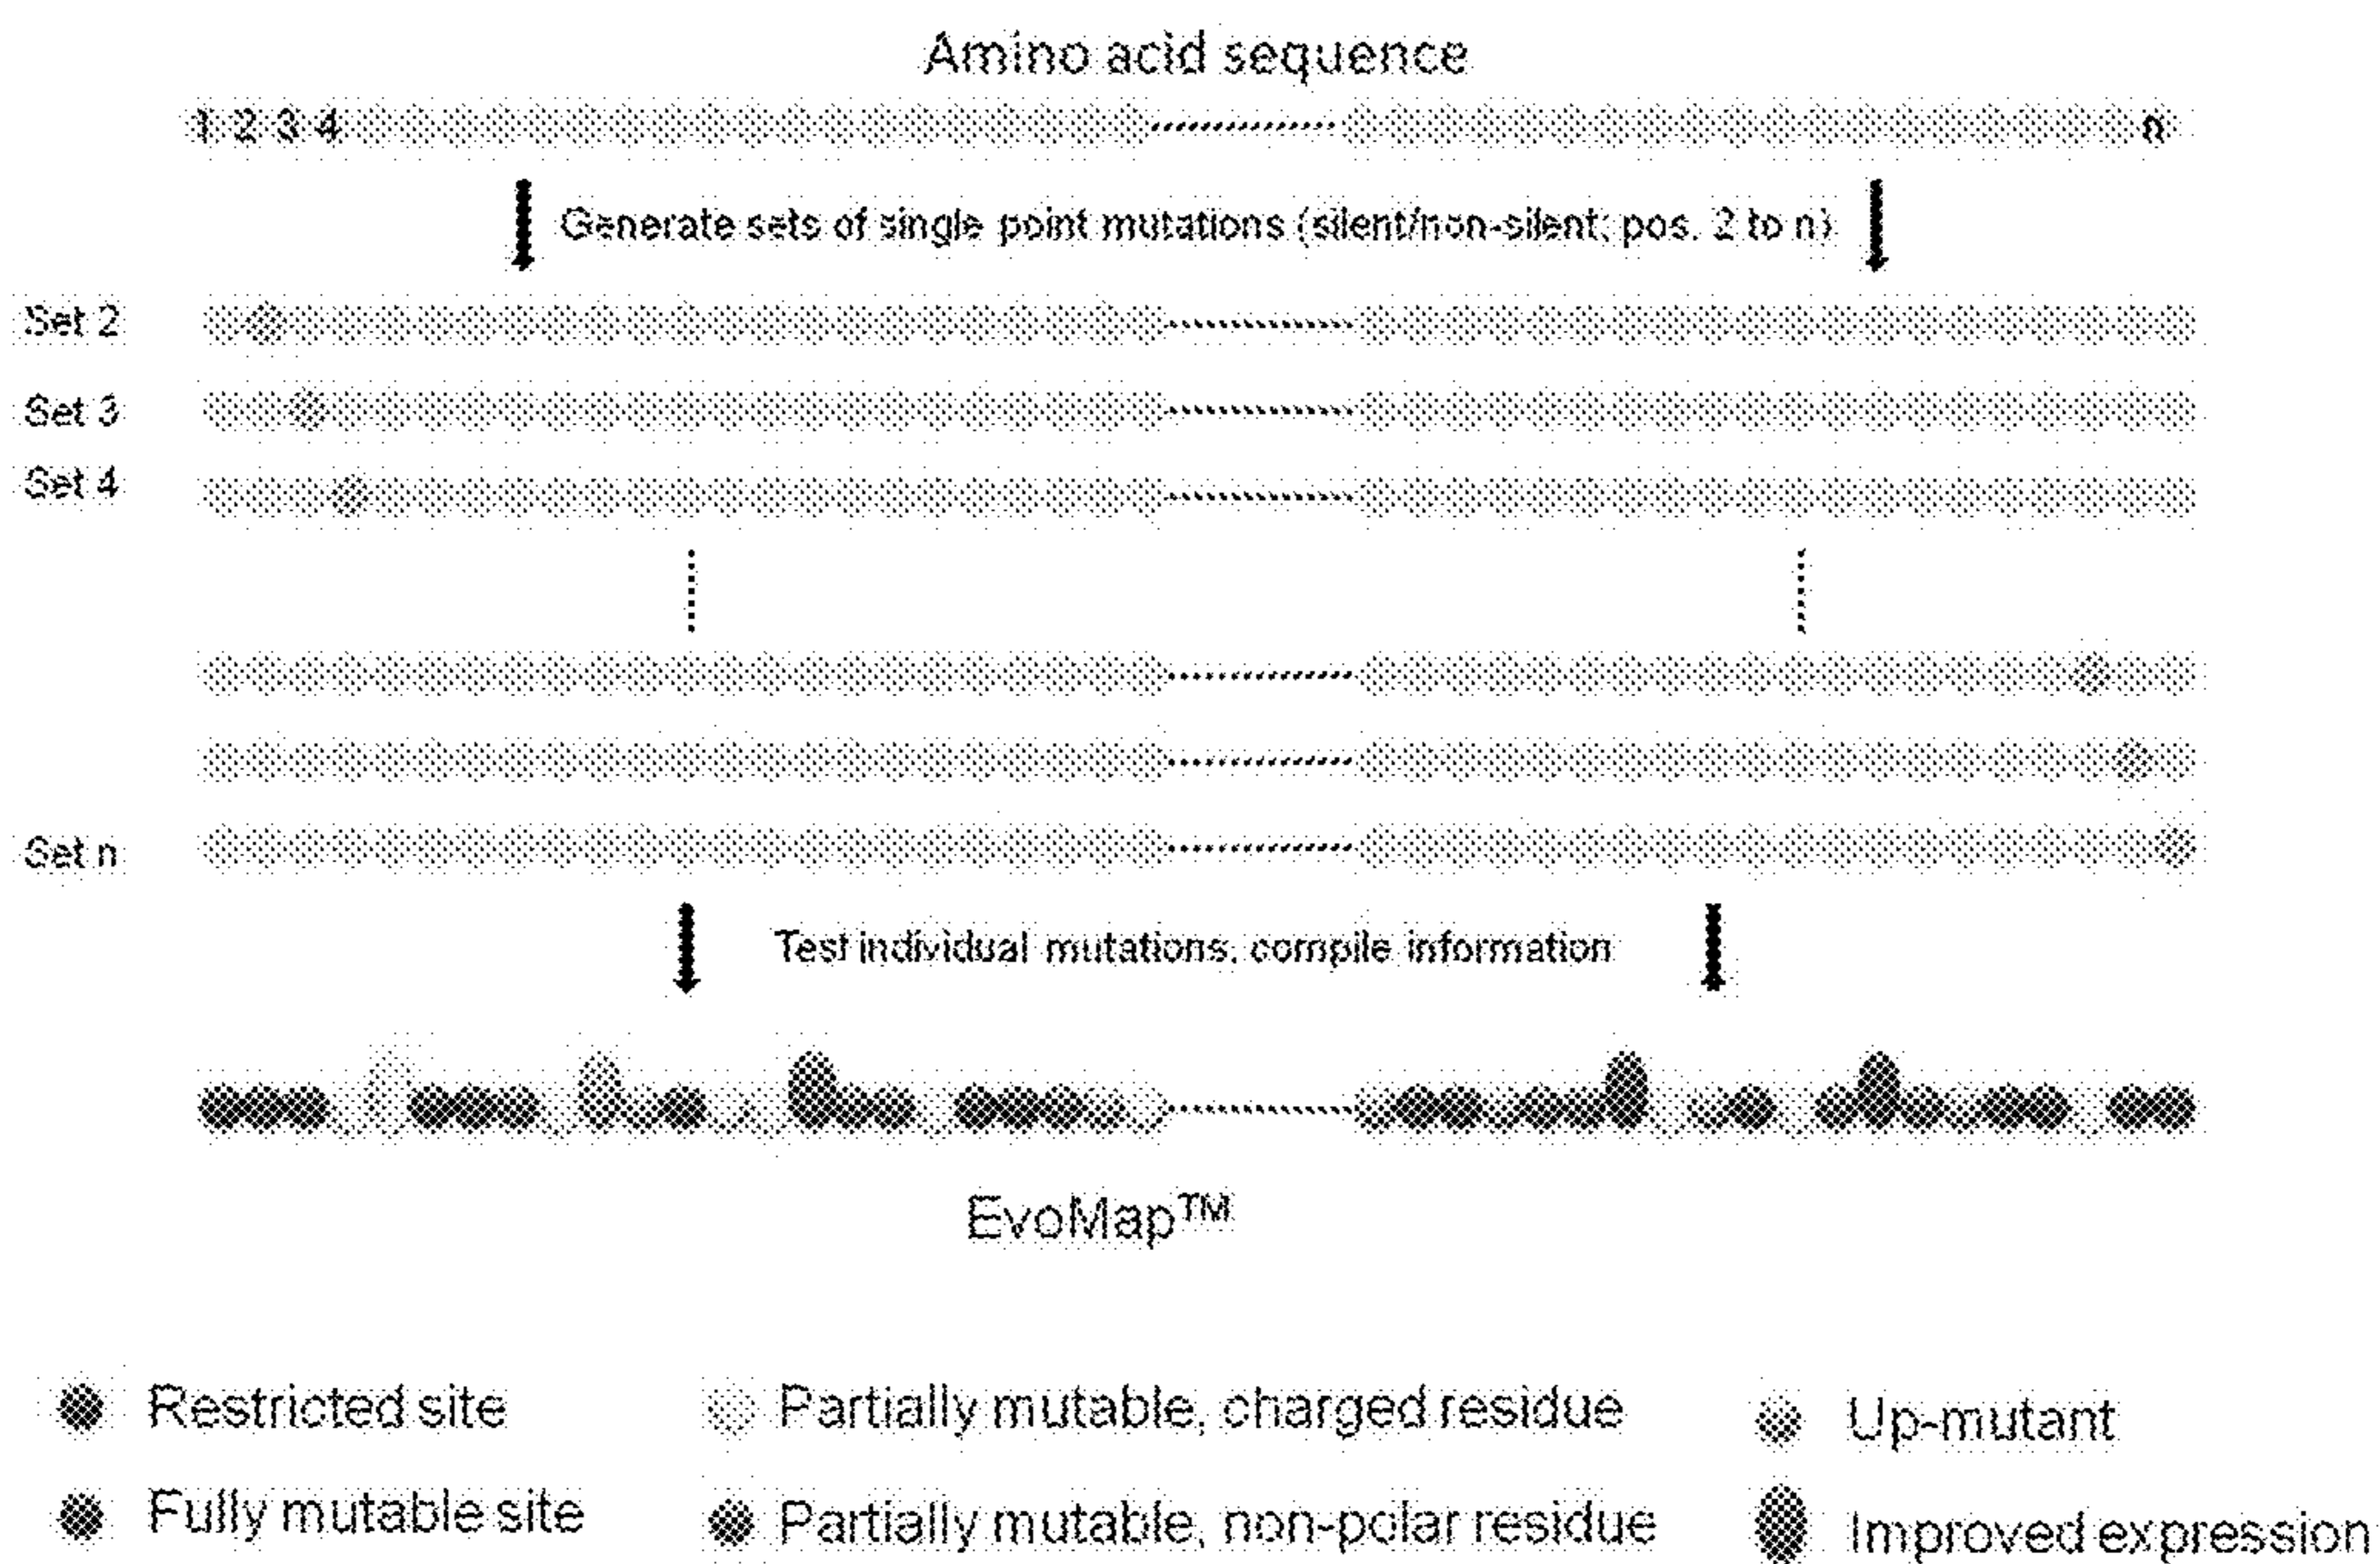 Amino acid sequence
1 2 3 4 n
Generate sets of single point mutations (silent/non-silent; pos. 2 to n)
Set 2
Set 3
Set 4
Set n
Test individual mutations, compile information
EvoMap™
Restricted site
Partially mutable, charged residue
Up-mutant
Fully mutable site
Partially mutable, non-polar residue
Improved expression